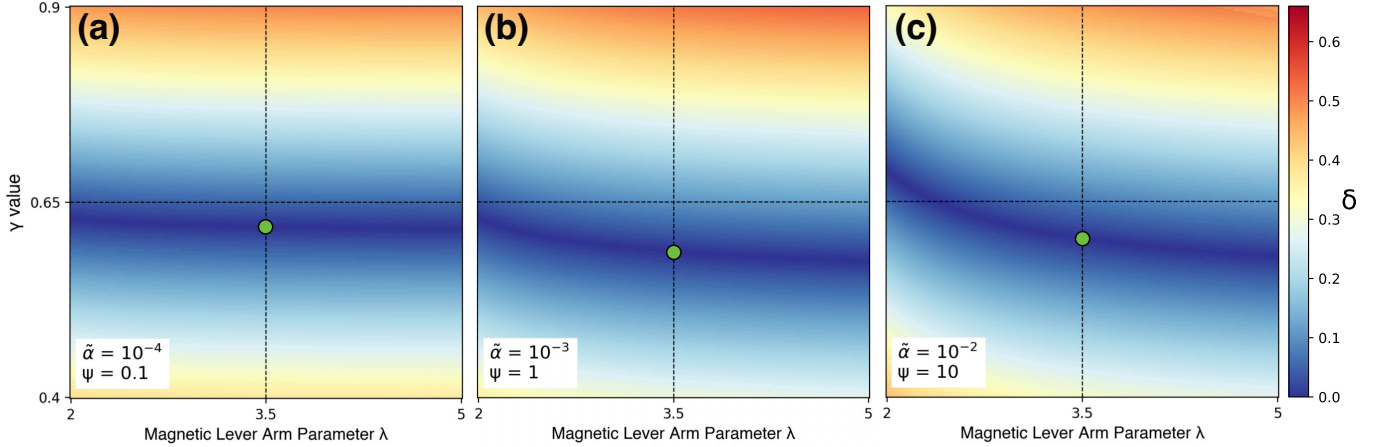 (a)
(b)
(c)
0.9
0.65
0.4
γ value
α̃ = 10⁻⁴
ψ = 0.1
α̃ = 10⁻³
ψ = 1
α̃ = 10⁻²
ψ = 10
2 3.5 5
2 3.5 5
2 3.5 5
Magnetic Lever Arm Parameter λ
Magnetic Lever Arm Parameter λ
Magnetic Lever Arm Parameter λ
0.6
0.5
0.4
0.3
0.2
0.1
0.0
δ